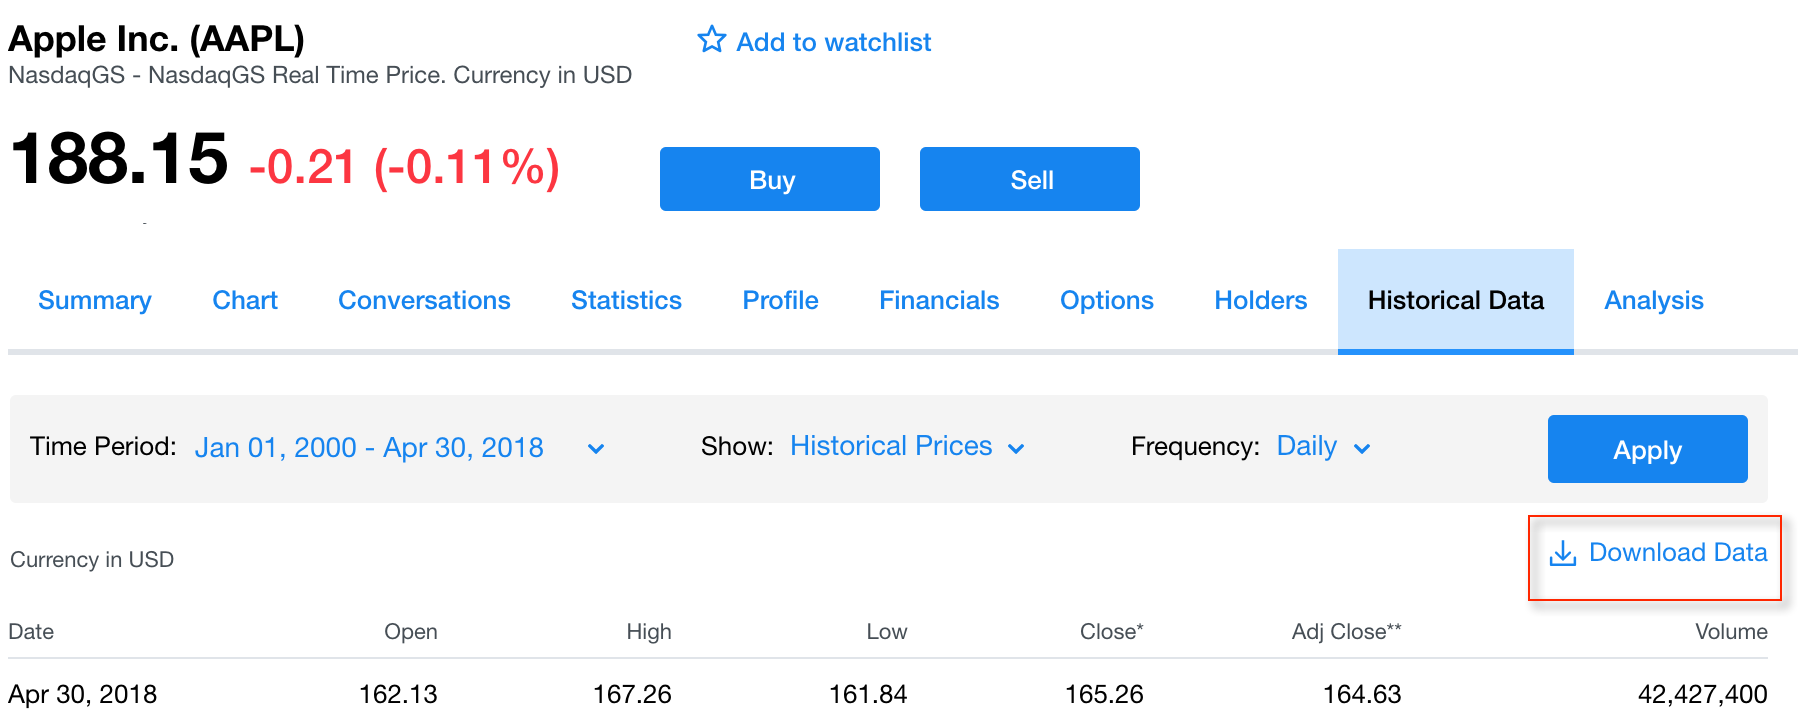 Apple Inc. (AAPL)
Add to watchlist
NasdaqGS - NasdaqGS Real Time Price. Currency in USD
188.15 -0.21 (-0.11%)
Buy
Sell
Summary Chart Conversations Statistics Profile Financials Options Holders Historical Data Analysis
Time Period: Jan 01, 2000 - Apr 30, 2018 Show: Historical Prices Frequency: Daily Apply
Currency in USD
Download Data
Date Open High Low Close* Adj Close** Volume
Apr 30, 2018 162.13 167.26 161.84 165.26 164.63 42,427,400